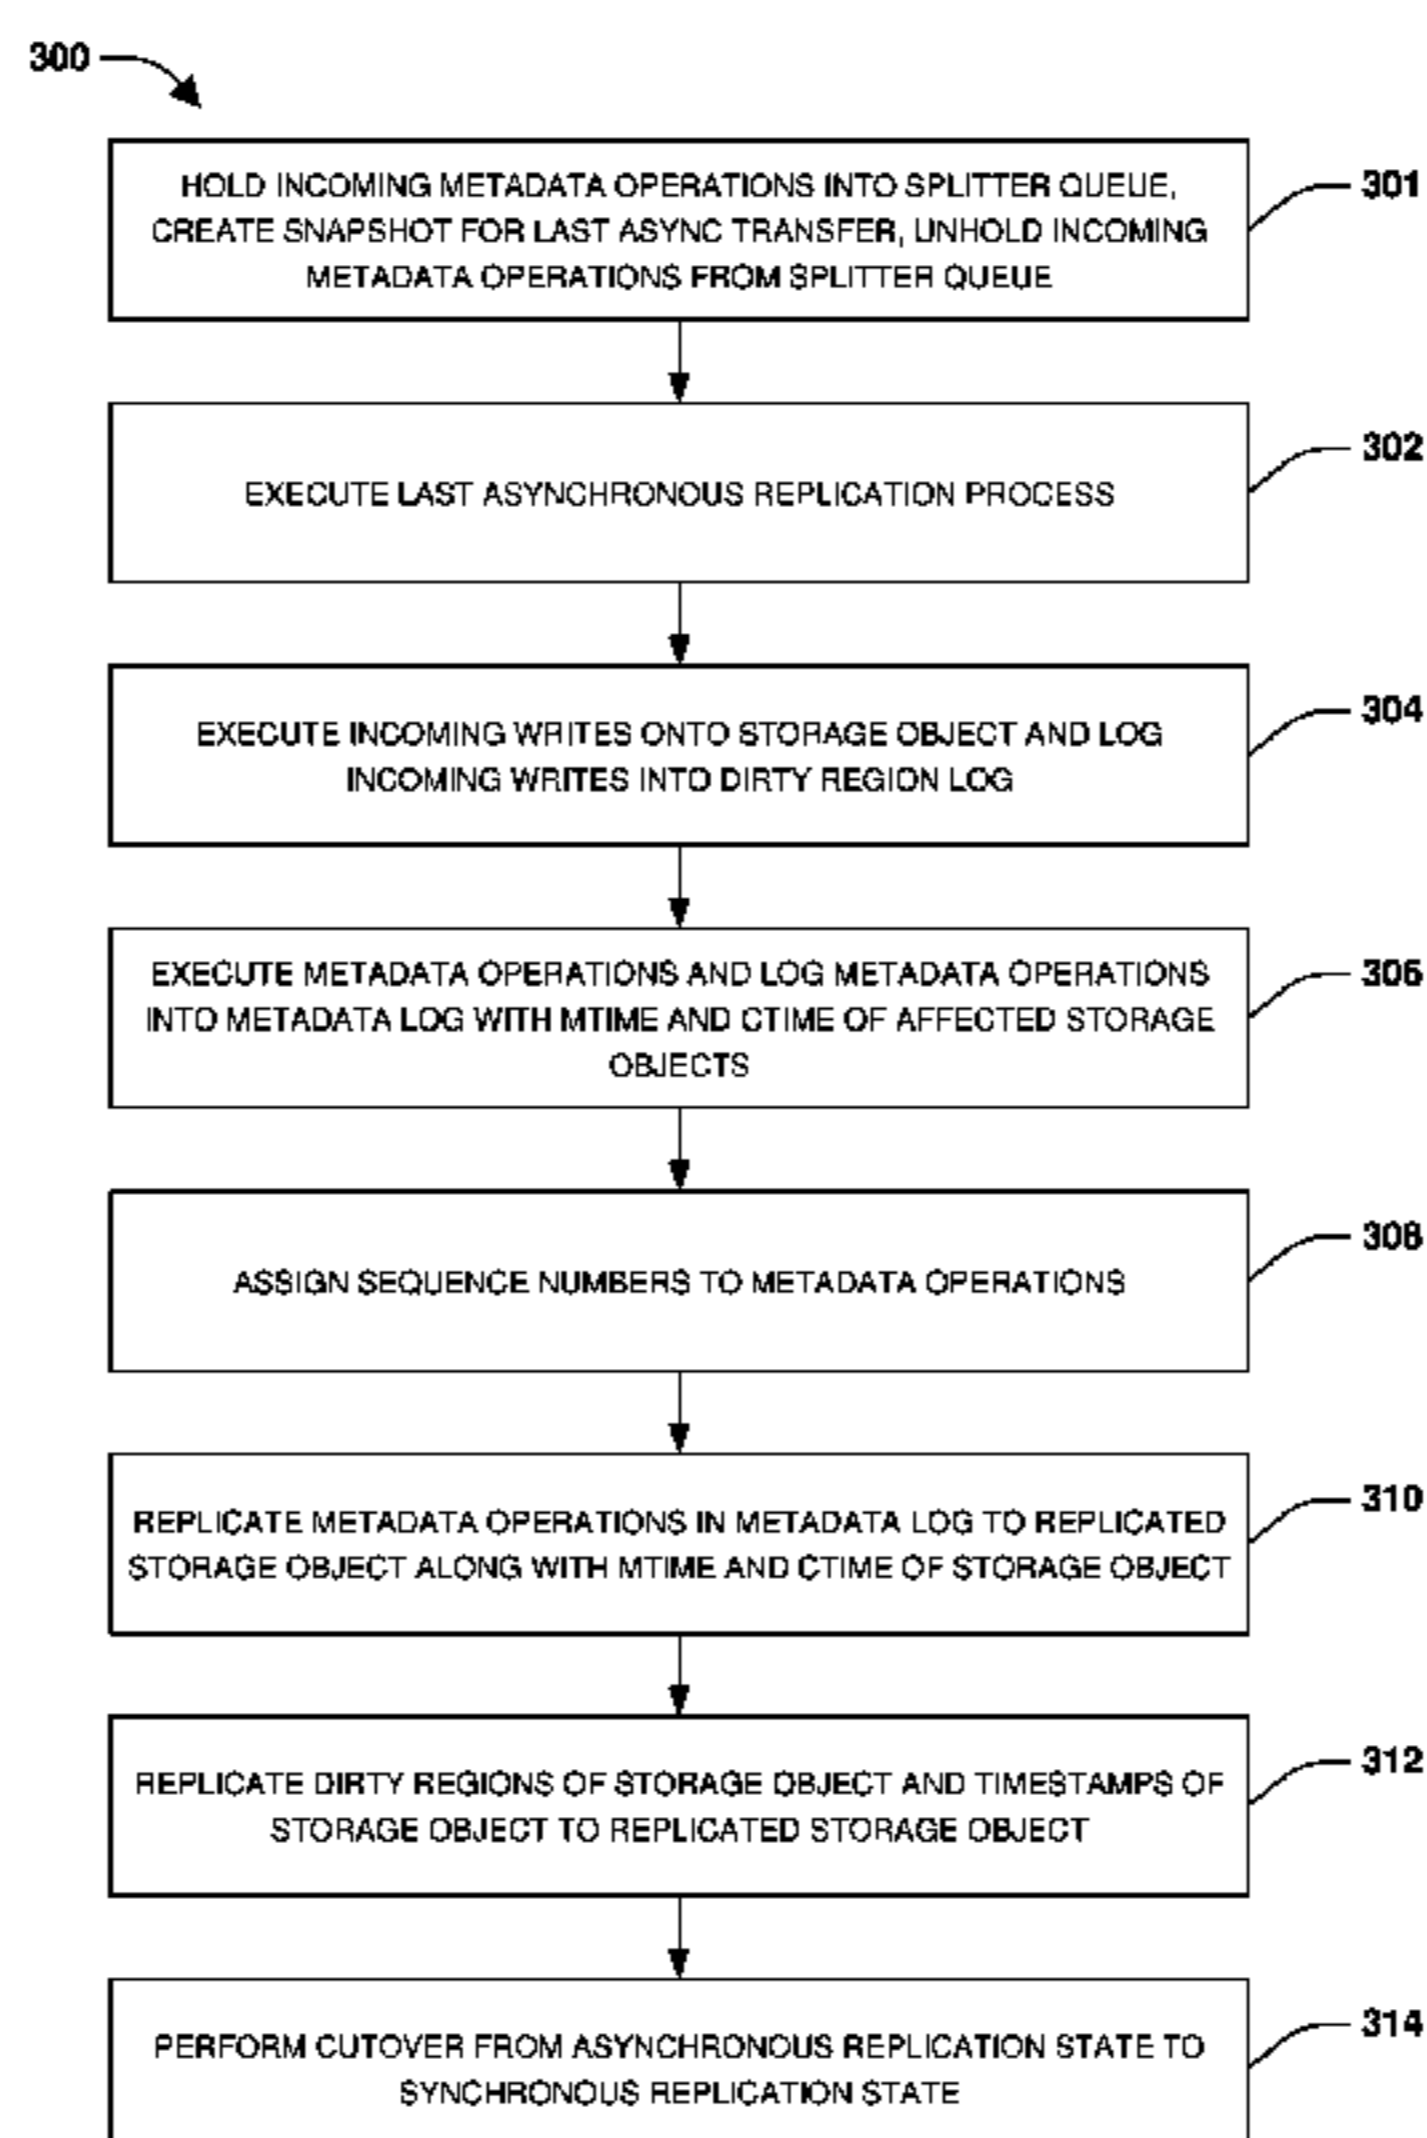 300
HOLD INCOMING METADATA OPERATIONS INTO SPLITTER QUEUE,
CREATE SNAPSHOT FOR LAST ASYNC TRANSFER, UNHOLD INCOMING
METADATA OPERATIONS FROM SPLITTER QUEUE
301
EXECUTE LAST ASYNCHRONOUS REPLICATION PROCESS
302
EXECUTE INCOMING WRITES ONTO STORAGE OBJECT AND LOG
INCOMING WRITES INTO DIRTY REGION LOG
304
EXECUTE METADATA OPERATIONS AND LOG METADATA OPERATIONS
INTO METADATA LOG WITH MTIME AND CTIME OF AFFECTED STORAGE
OBJECTS
306
ASSIGN SEQUENCE NUMBERS TO METADATA OPERATIONS
308
REPLICATE METADATA OPERATIONS IN METADATA LOG TO REPLICATED
STORAGE OBJECT ALONG WITH MTIME AND CTIME OF STORAGE OBJECT
310
REPLICATE DIRTY REGIONS OF STORAGE OBJECT AND TIMESTAMPS OF
STORAGE OBJECT TO REPLICATED STORAGE OBJECT
312
PERFORM CUTOVER FROM ASYNCHRONOUS REPLICATION STATE TO
SYNCHRONOUS REPLICATION STATE
314